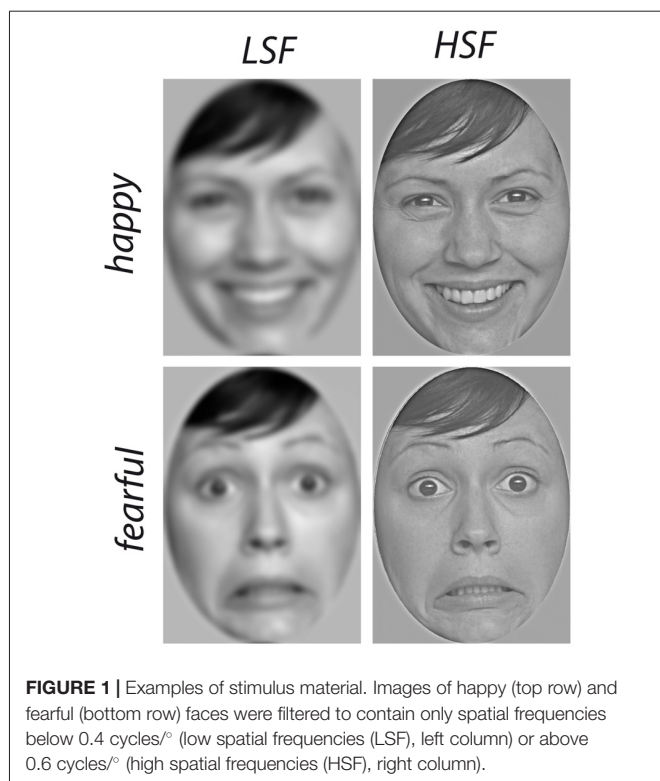 LSF HSF
happy
fearful
FIGURE 1 | Examples of stimulus material. Images of happy (top row) and
fearful (bottom row) faces were filtered to contain only spatial frequencies
below 0.4 cycles/° (low spatial frequencies (LSF), left column) or above
0.6 cycles/° (high spatial frequencies (HSF), right column).